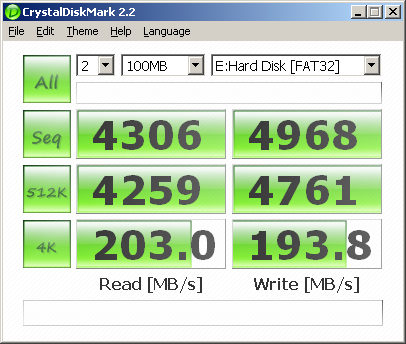 CrystalDiskMark 2.2
File Edit Theme Help Language
All 2 100MB E:Hard Disk [FAT32]
Seq 4306 4968
512K 4259 4761
4K 203.0 193.8
Read [MB/s] Write [MB/s]